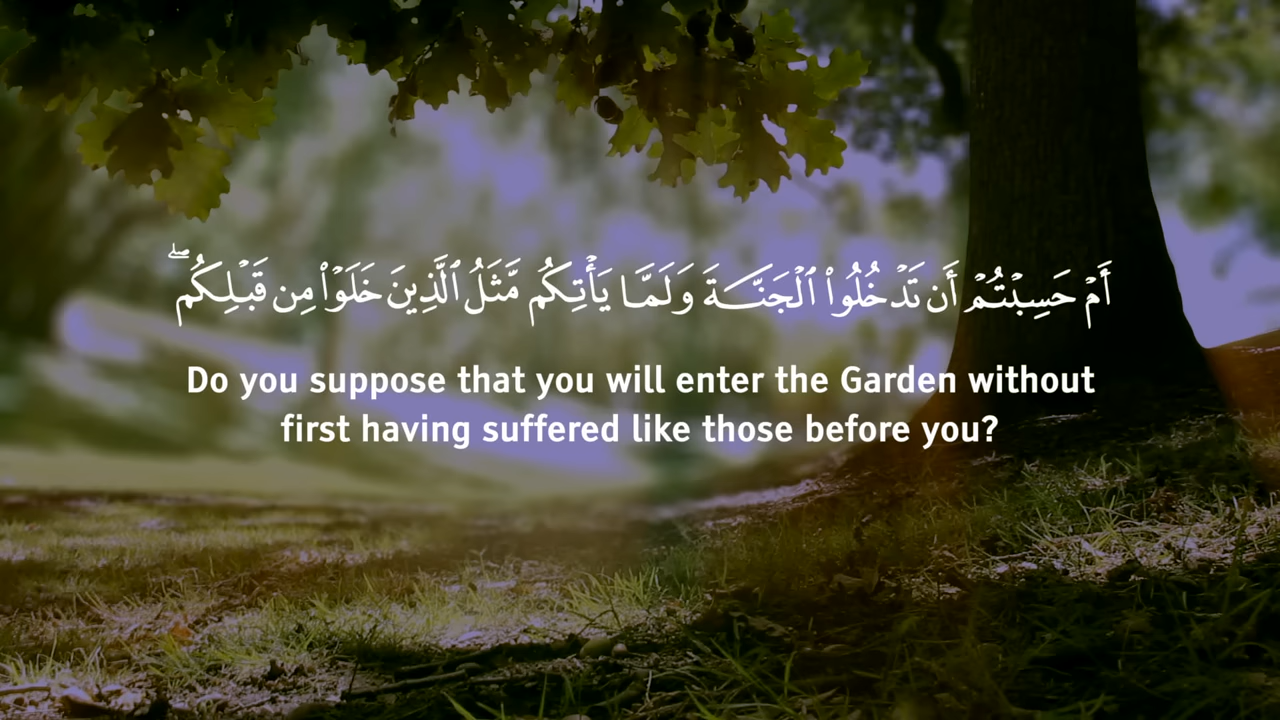 أَمْ حَسِبْتُمْ أَن تَدْخُلُوا۟ ٱلْجَنَّةَ وَلَمَّا يَأْتِكُم مَّثَلُ ٱلَّذِينَ خَلَوْا۟ مِن قَبْلِكُم ۖ
Do you suppose that you will enter the Garden without
first having suffered like those before you?